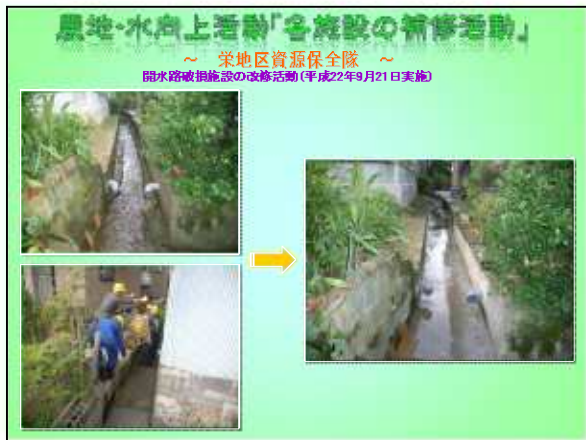 農地・水向上活動「各施設の補修活動」
～ 栄地区資源保全隊 ～
開水路破損施設の改修活動(平成22年9月21日実施)